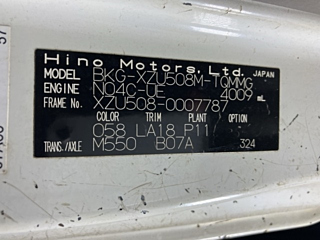 Hino Motors, Ltd. JAPAN
MODEL BKG-XZU508M-TQMMG
ENGINE N04C-UE 4009 mL
FRAME No. XZU508-0007787
COLOR TRIM PLANT OPTION
058 LA18 P11 -
TRANS./AXLE M550 B07A 324
57